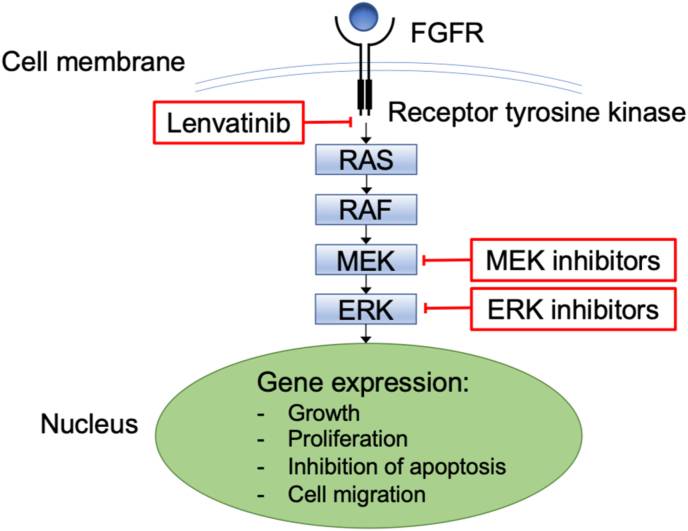 FGFR
Cell membrane
Receptor tyrosine kinase
Lenvatinib
RAS
RAF
MEK
MEK inhibitors
ERK
ERK inhibitors
Gene expression:
- Growth
- Proliferation
- Inhibition of apoptosis
- Cell migration
Nucleus